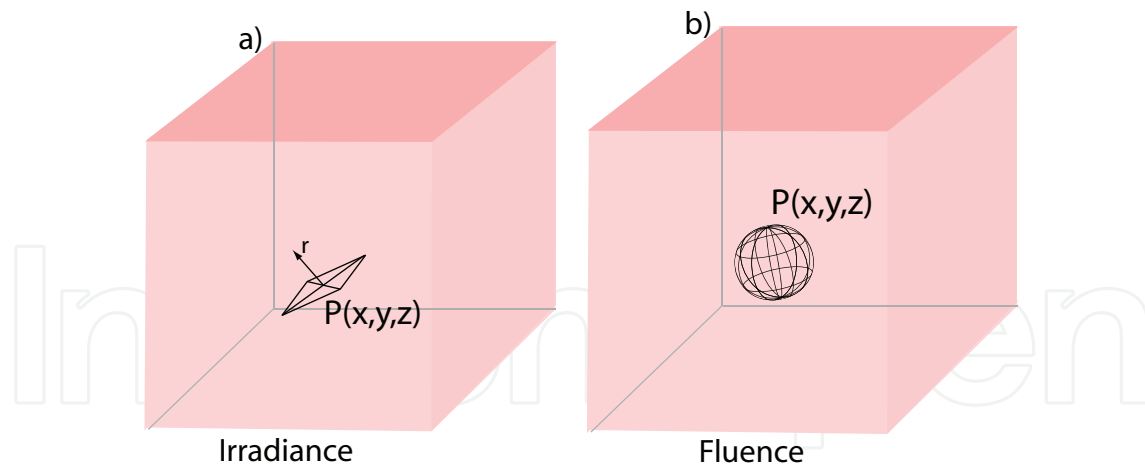 a)
r
P(x,y,z)
Irradiance
b)
P(x,y,z)
Fluence